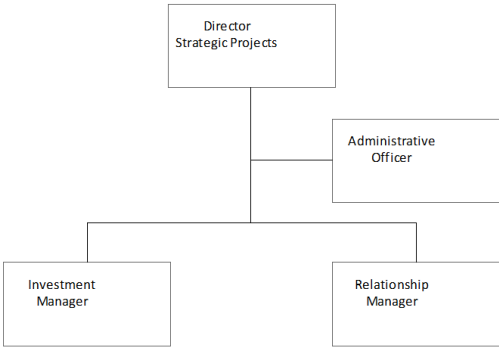 Director
Strategic Projects
Administrative
Officer
Investment
Manager
Relationship
Manager